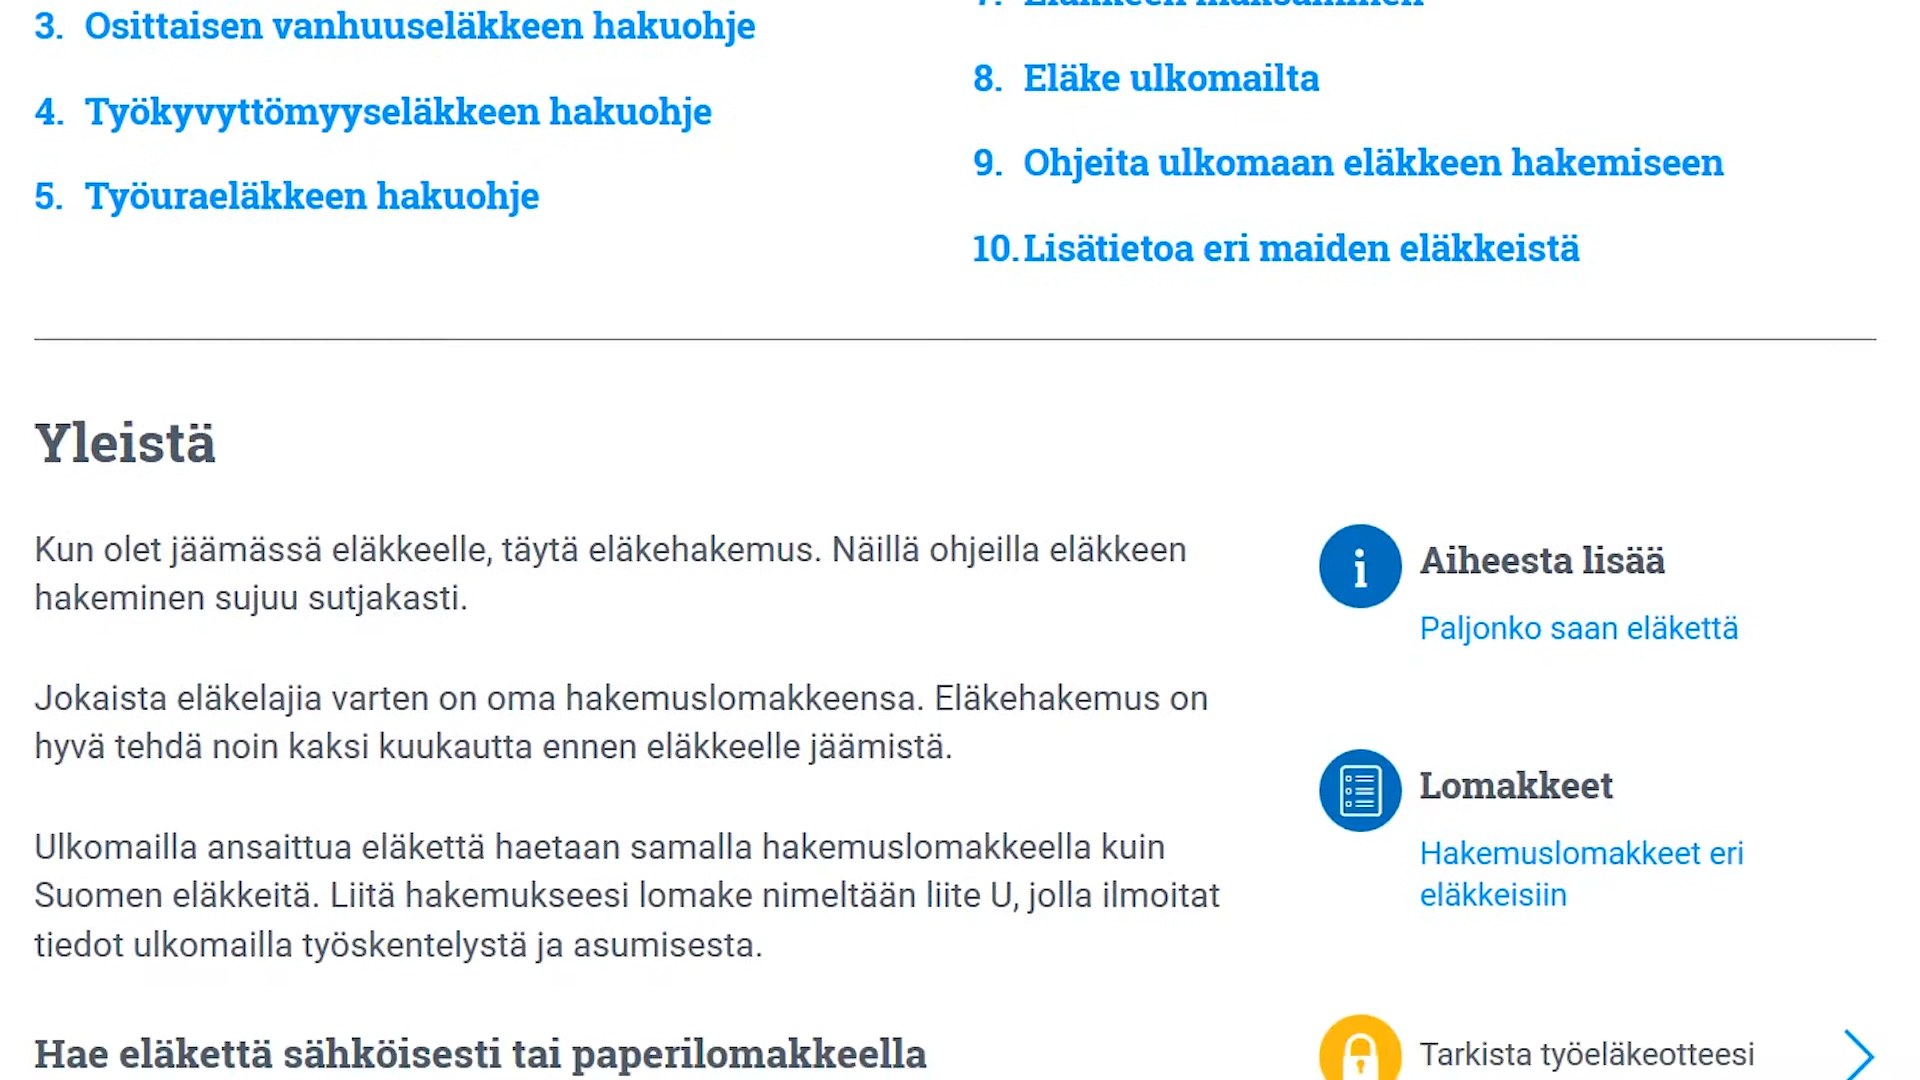 3. Osittaisen vanhuuseläkkeen hakuohje
4. Työkyvyttömyyseläkkeen hakuohje
5. Työuraeläkkeen hakuohje
7. Eläkkeen maksaminen
8. Eläke ulkomailta
9. Ohjeita ulkomaan eläkkeen hakemiseen
10. Lisätietoa eri maiden eläkkeistä
Yleistä
Kun olet jäämässä eläkkeelle, täytä eläkehakemus. Näillä ohjeilla eläkkeen
hakeminen sujuu sutjakasti.
Jokaista eläkelajia varten on oma hakemuslomakkeensa. Eläkehakemus on
hyvä tehdä noin kaksi kuukautta ennen eläkkeelle jäämistä.
Ulkomailla ansaittua eläkettä haetaan samalla hakemuslomakkeella kuin
Suomen eläkkeitä. Liitä hakemukseesi lomake nimeltään liite U, jolla ilmoitat
tiedot ulkomailla työskentelystä ja asumisesta.
Hae eläkettä sähköisesti tai paperilomakkeella
Aiheesta lisää
Paljonko saan eläkettä
Lomakkeet
Hakemuslomakkeet eri
eläkkeisiin
Tarkista työeläkeotteesi